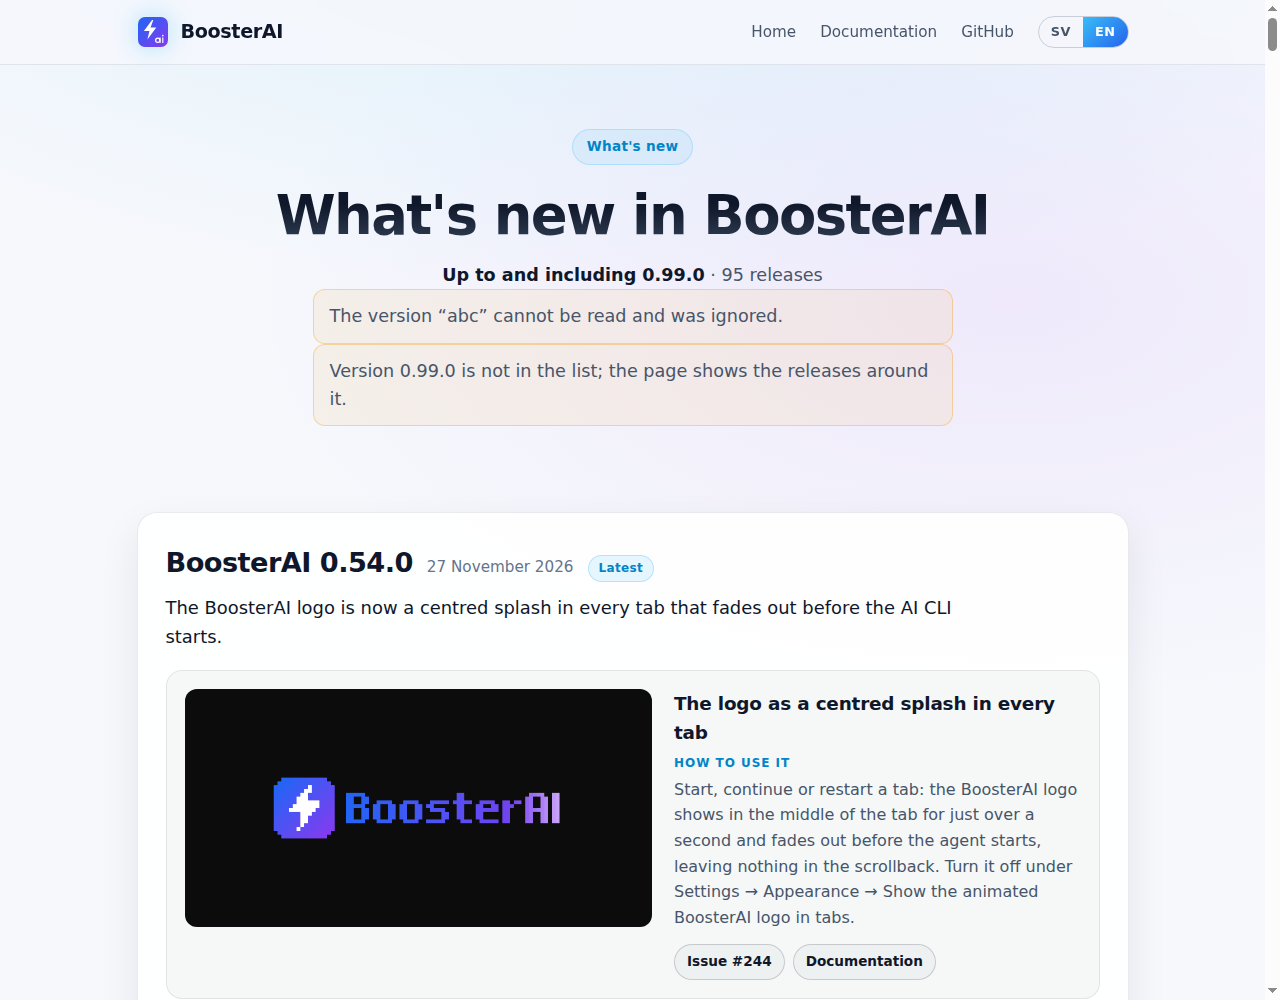 ai BoosterAI Home Documentation GitHub SV EN
What's new
What's new in BoosterAI
Up to and including 0.99.0 · 95 releases
The version “abc” cannot be read and was ignored.
Version 0.99.0 is not in the list; the page shows the releases around
it.
BoosterAI 0.54.0 27 November 2026 Latest
The BoosterAI logo is now a centred splash in every tab that fades out before the AI CLI
starts.
BoosterAI
The logo as a centred splash in every
tab
HOW TO USE IT
Start, continue or restart a tab: the BoosterAI logo
shows in the middle of the tab for just over a
second and fades out before the agent starts,
leaving nothing in the scrollback. Turn it off under
Settings → Appearance → Show the animated
BoosterAI logo in tabs.
Issue #244 Documentation